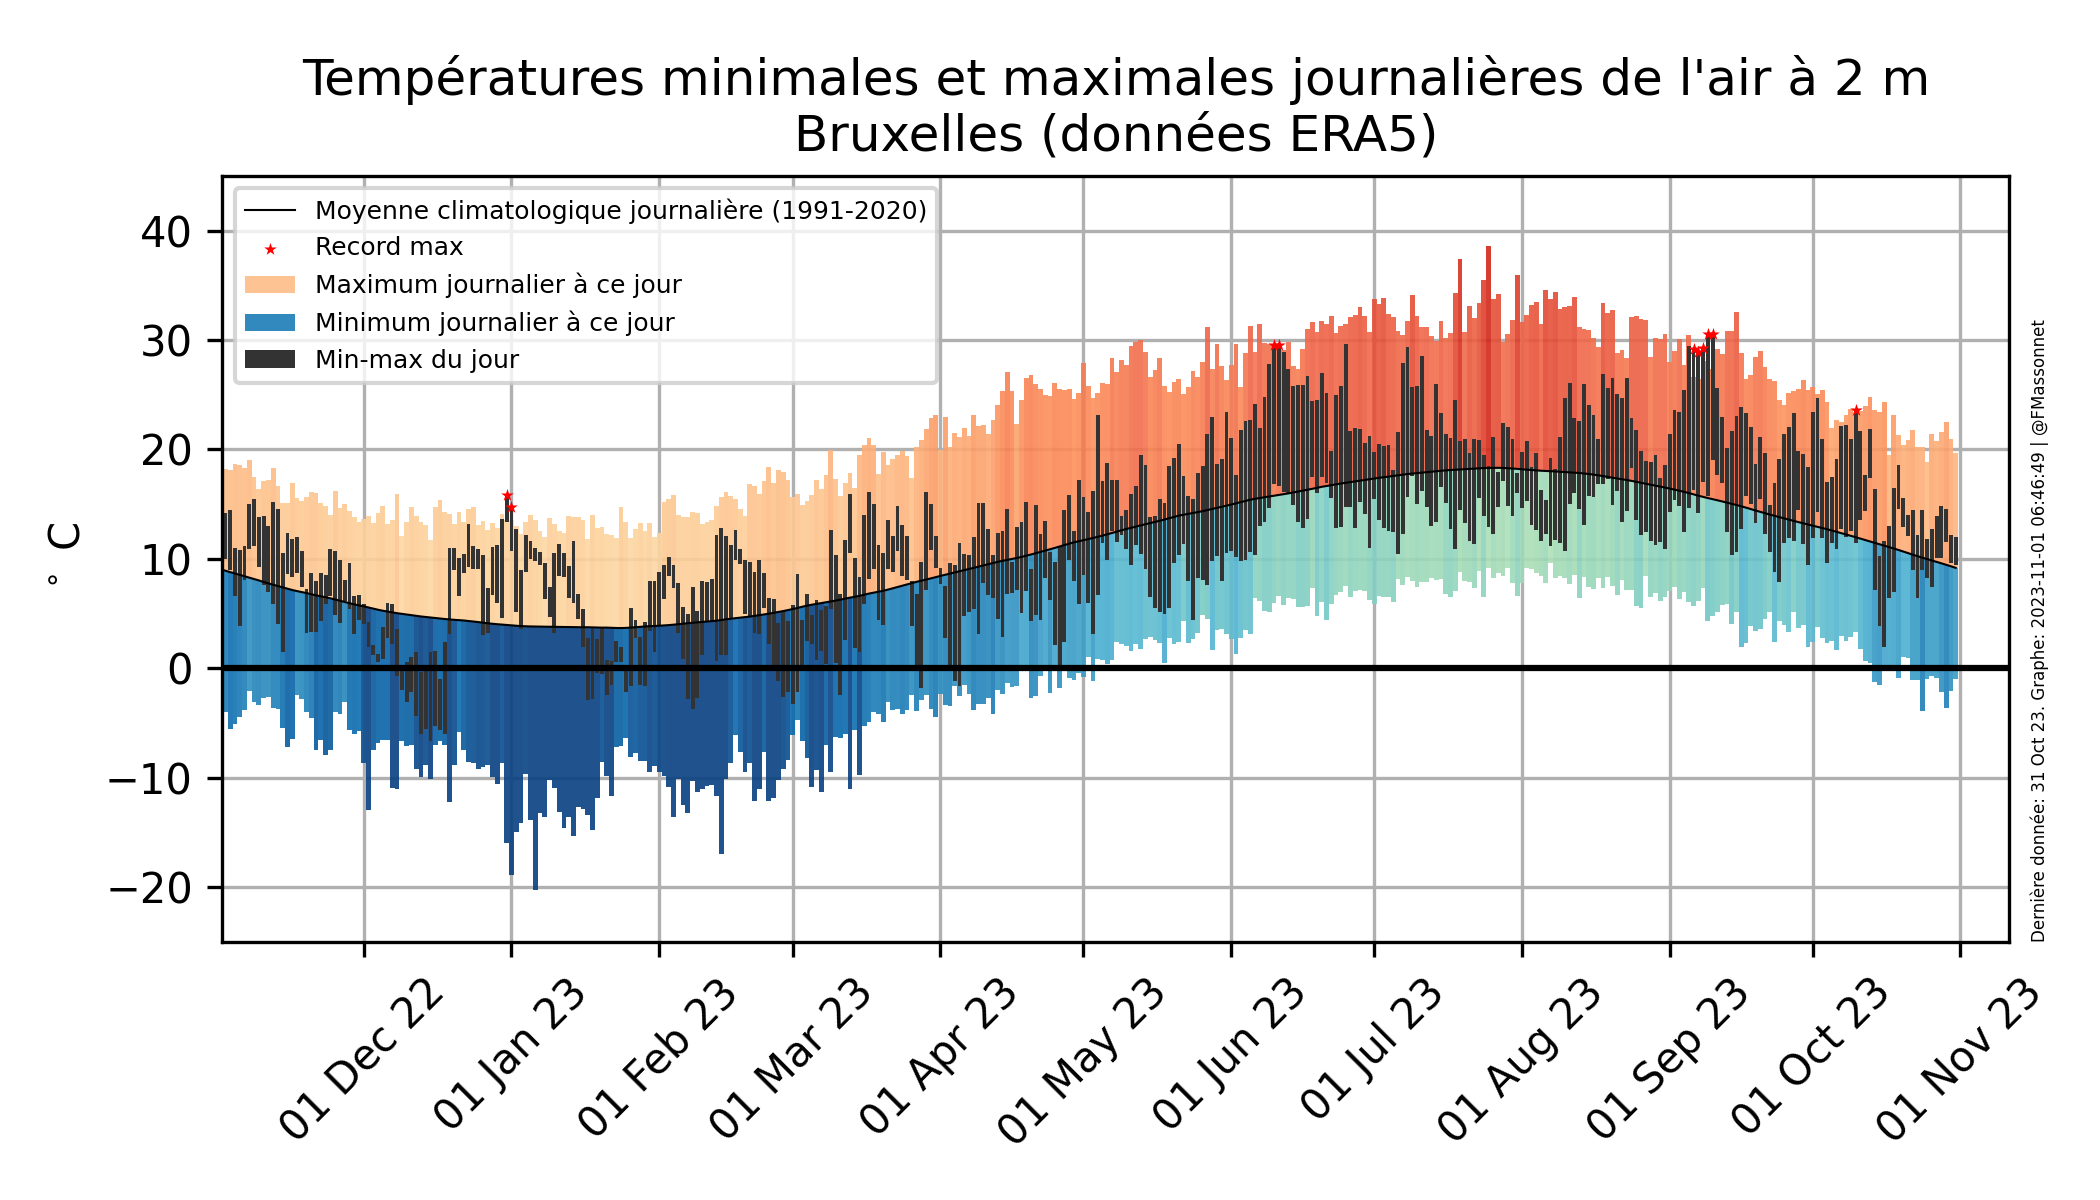 Températures minimales et maximales journalières de l'air à 2 m
Bruxelles (données ERA5)
Moyenne climatologique journalière (1991-2020)
Record max
Maximum journalier à ce jour
Minimum journalier à ce jour
Min-max du jour
° C
40
30
20
10
0
−10
−20
01 Dec 22
01 Jan 23
01 Feb 23
01 Mar 23
01 Apr 23
01 May 23
01 Jun 23
01 Jul 23
01 Aug 23
01 Sep 23
01 Oct 23
01 Nov 23
Dernière donnée: 31 Oct 23. Graphe: 2023-11-01 06:46:49 | @FMassonnet